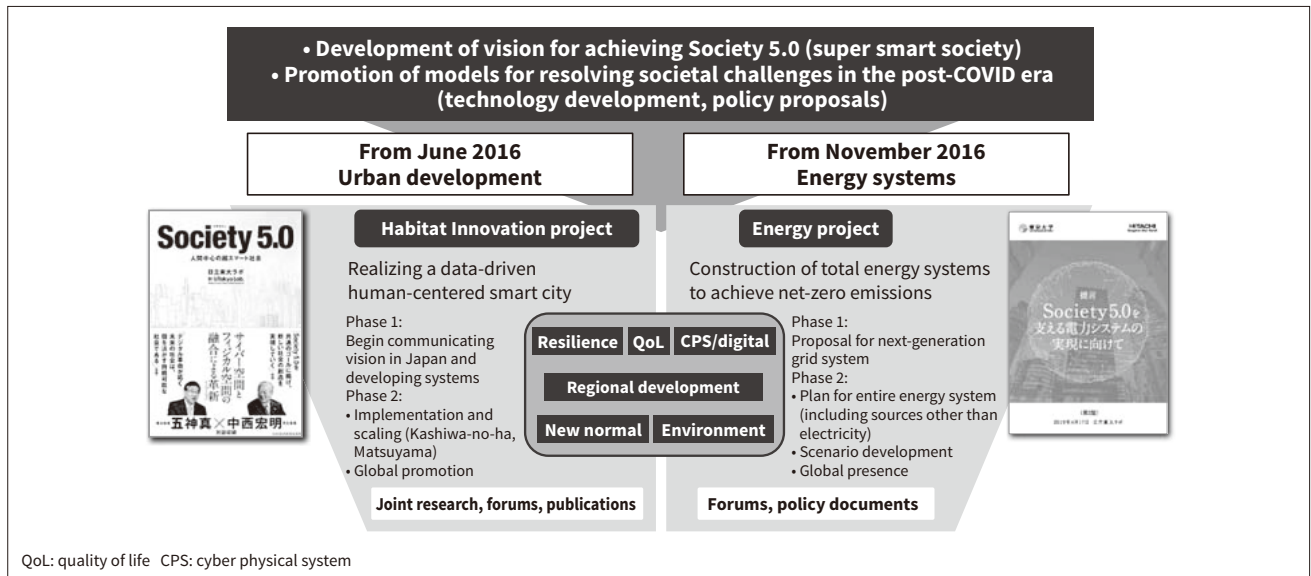 • Development of vision for achieving Society 5.0 (super smart society)
• Promotion of models for resolving societal challenges in the post-COVID era
(technology development, policy proposals)
From June 2016
Urban development
From November 2016
Energy systems
Society 5.0
人間中心の超スマート社会
日立東大ラボ
サイバー空間と
フィジカル空間の
融合による革新
五神真×中西宏明
Habitat Innovation project
Realizing a data-driven
human-centered smart city
Phase 1:
Begin communicating
vision in Japan and
developing systems
Phase 2:
• Implementation and
scaling (Kashiwa-no-ha,
Matsuyama)
• Global promotion
Joint research, forums, publications
Resilience
QoL
CPS/digital
Regional development
New normal
Environment
Energy project
Construction of total energy systems
to achieve net-zero emissions
Phase 1:
Proposal for next-generation
grid system
Phase 2:
• Plan for entire energy system
(including sources other than
electricity)
• Scenario development
• Global presence
Forums, policy documents
東京大学
HITACHI
提言
Society 5.0を
支える電力システムの
実現に向けて
QoL: quality of life CPS: cyber physical system